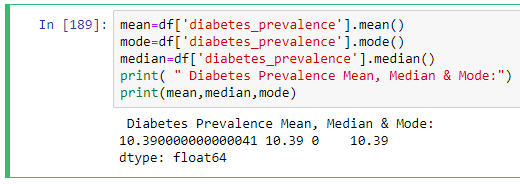 In [189]: mean=df['diabetes_prevalence'].mean()
mode=df['diabetes_prevalence'].mode()
median=df['diabetes_prevalence'].median()
print( " Diabetes Prevalence Mean, Median & Mode:")
print(mean,median,mode)
Diabetes Prevalence Mean, Median & Mode:
10.390000000000041 10.39 0    10.39
dtype: float64